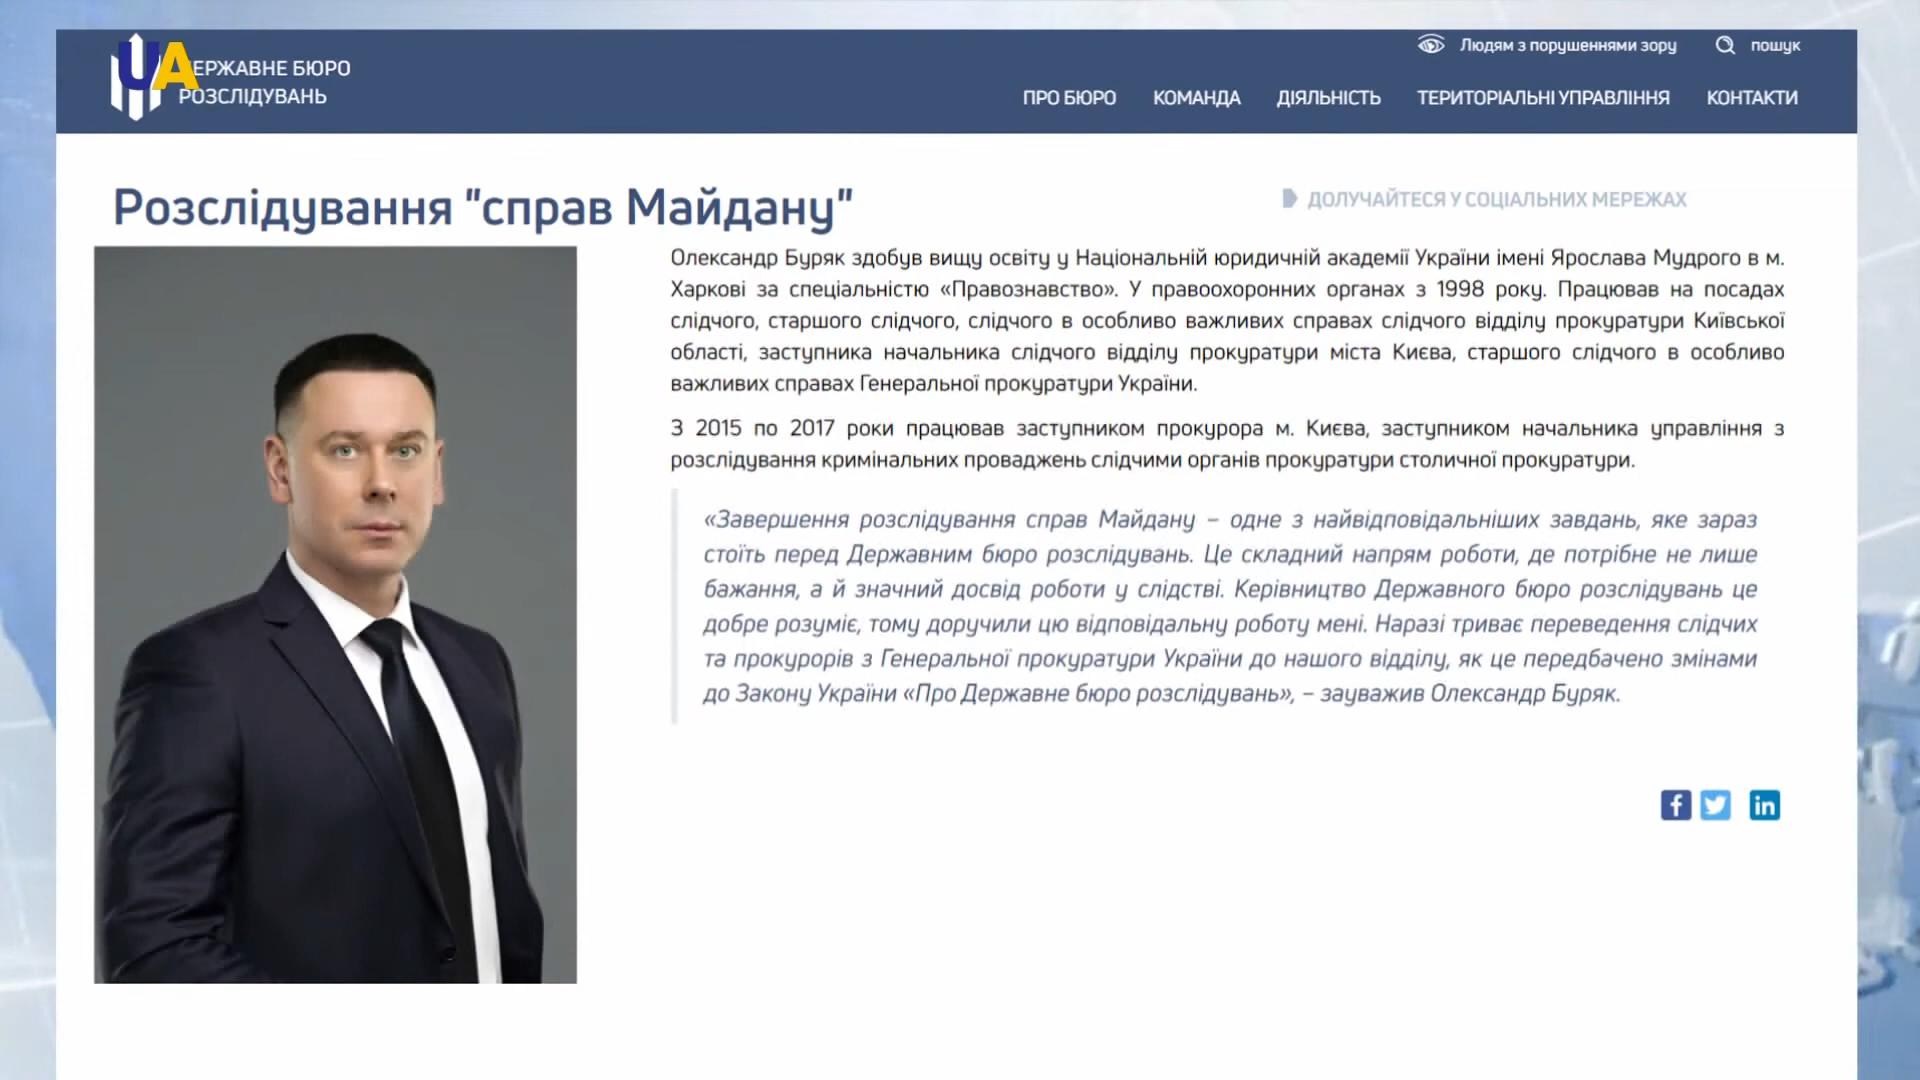 UA
ЕРЖАВНЕ БЮРО
РОЗСЛІДУВАНЬ
Людям з порушеннями зору
пошук
ПРО БЮРО КОМАНДА ДІЯЛЬНІСТЬ ТЕРИТОРІАЛЬНІ УПРАВЛІННЯ КОНТАКТИ
Розслідування "справ Майдану"
ДОЛУЧАЙТЕСЯ У СОЦІАЛЬНИХ МЕРЕЖАХ
Олександр Буряк здобув вищу освіту у Національній юридичній академії України імені Ярослава Мудрого в м.
Харкові за спеціальністю «Правознавство». У правоохоронних органах з 1998 року. Працював на посадах
слідчого, старшого слідчого, слідчого в особливо важливих справах слідчого відділу прокуратури Київської
області, заступника начальника слідчого відділу прокуратури міста Києва, старшого слідчого в особливо
важливих справах Генеральної прокуратури України.
З 2015 по 2017 роки працював заступником прокурора м. Києва, заступником начальника управління з
розслідування кримінальних проваджень слідчими органів прокуратури столичної прокуратури.
«Завершення розслідування справ Майдану – одне з найвідповідальніших завдань, яке зараз
стоїть перед Державним бюро розслідувань. Це складний напрям роботи, де потрібне не лише
бажання, а й значний досвід роботи у слідстві. Керівництво Державного бюро розслідувань це
добре розуміє, тому доручили цю відповідальну роботу мені. Наразі триває переведення слідчих
та прокурорів з Генеральної прокуратури України до нашого відділу, як це передбачено змінами
до Закону України «Про Державне бюро розслідувань», – зауважив Олександр Буряк.